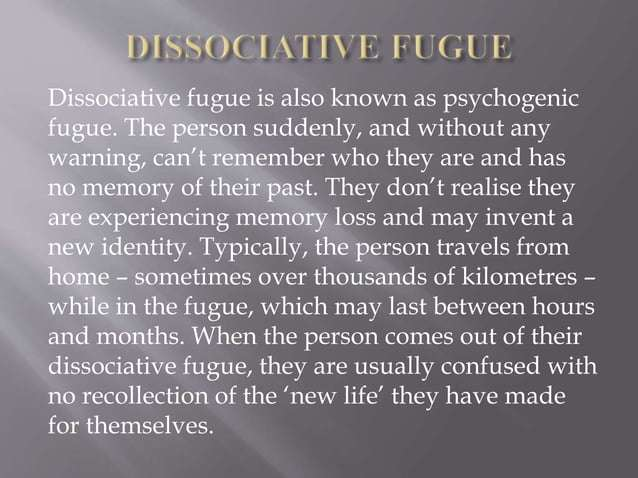 DISSOCIATIVE FUGUE
Dissociative fugue is also known as psychogenic
fugue. The person suddenly, and without any
warning, can’t remember who they are and has
no memory of their past. They don’t realise they
are experiencing memory loss and may invent a
new identity. Typically, the person travels from
home – sometimes over thousands of kilometres –
while in the fugue, which may last between hours
and months. When the person comes out of their
dissociative fugue, they are usually confused with
no recollection of the ‘new life’ they have made
for themselves.